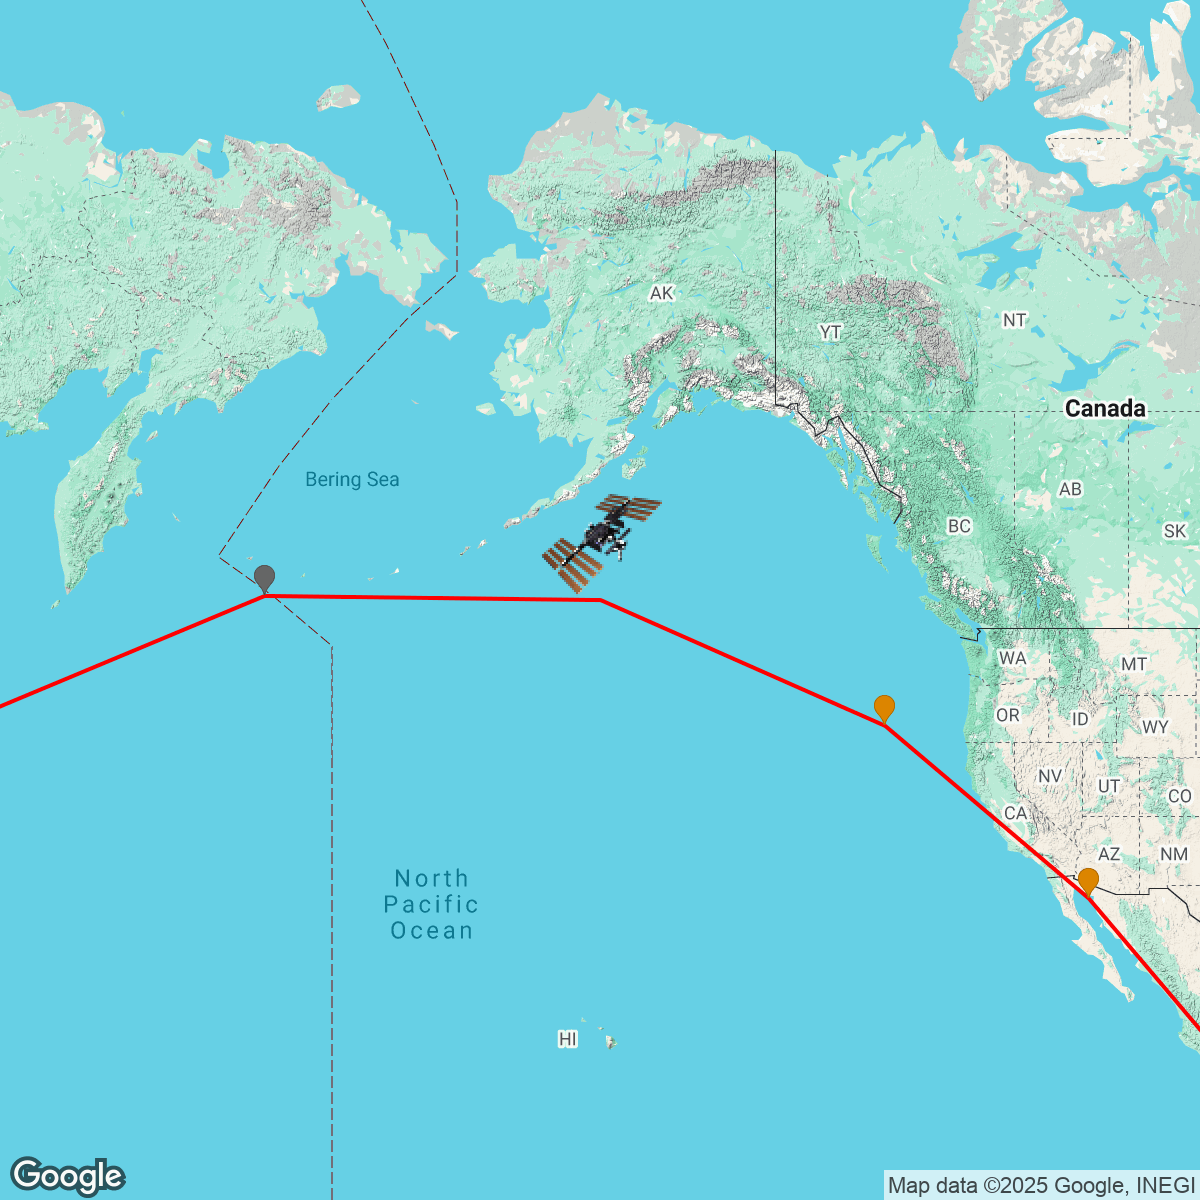 AK
YT
NT
Canada
Bering Sea
AB
BC
SK
WA
MT
OR
ID
WY
NV
UT
CO
CA
AZ
NM
North
Pacific
Ocean
HI
Google
Map data ©2025 Google, INEGI